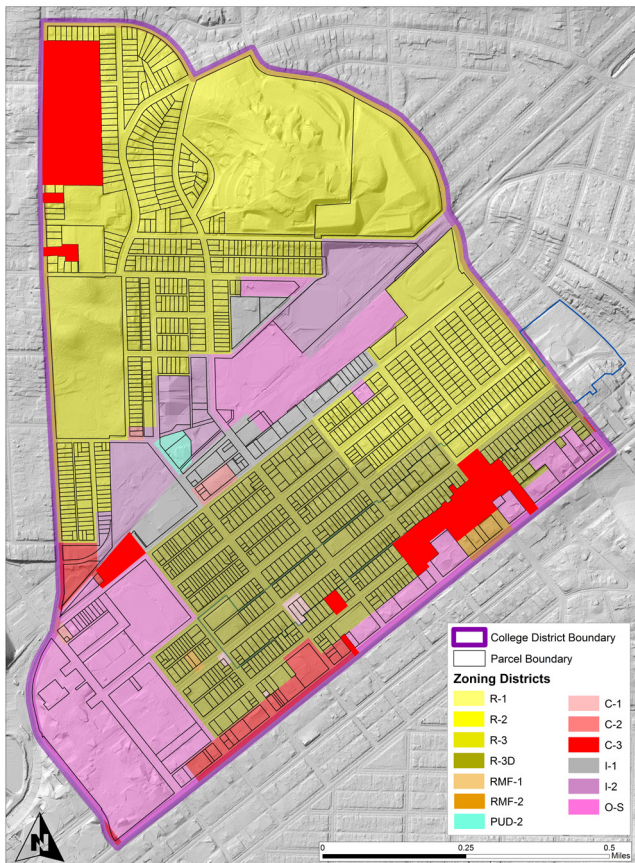 College District Boundary
Parcel Boundary
Zoning Districts
R-1
R-2
R-3
R-3D
RMF-1
RMF-2
PUD-2
C-1
C-2
C-3
I-1
I-2
O-S
N
0 0.25 0.5
Miles